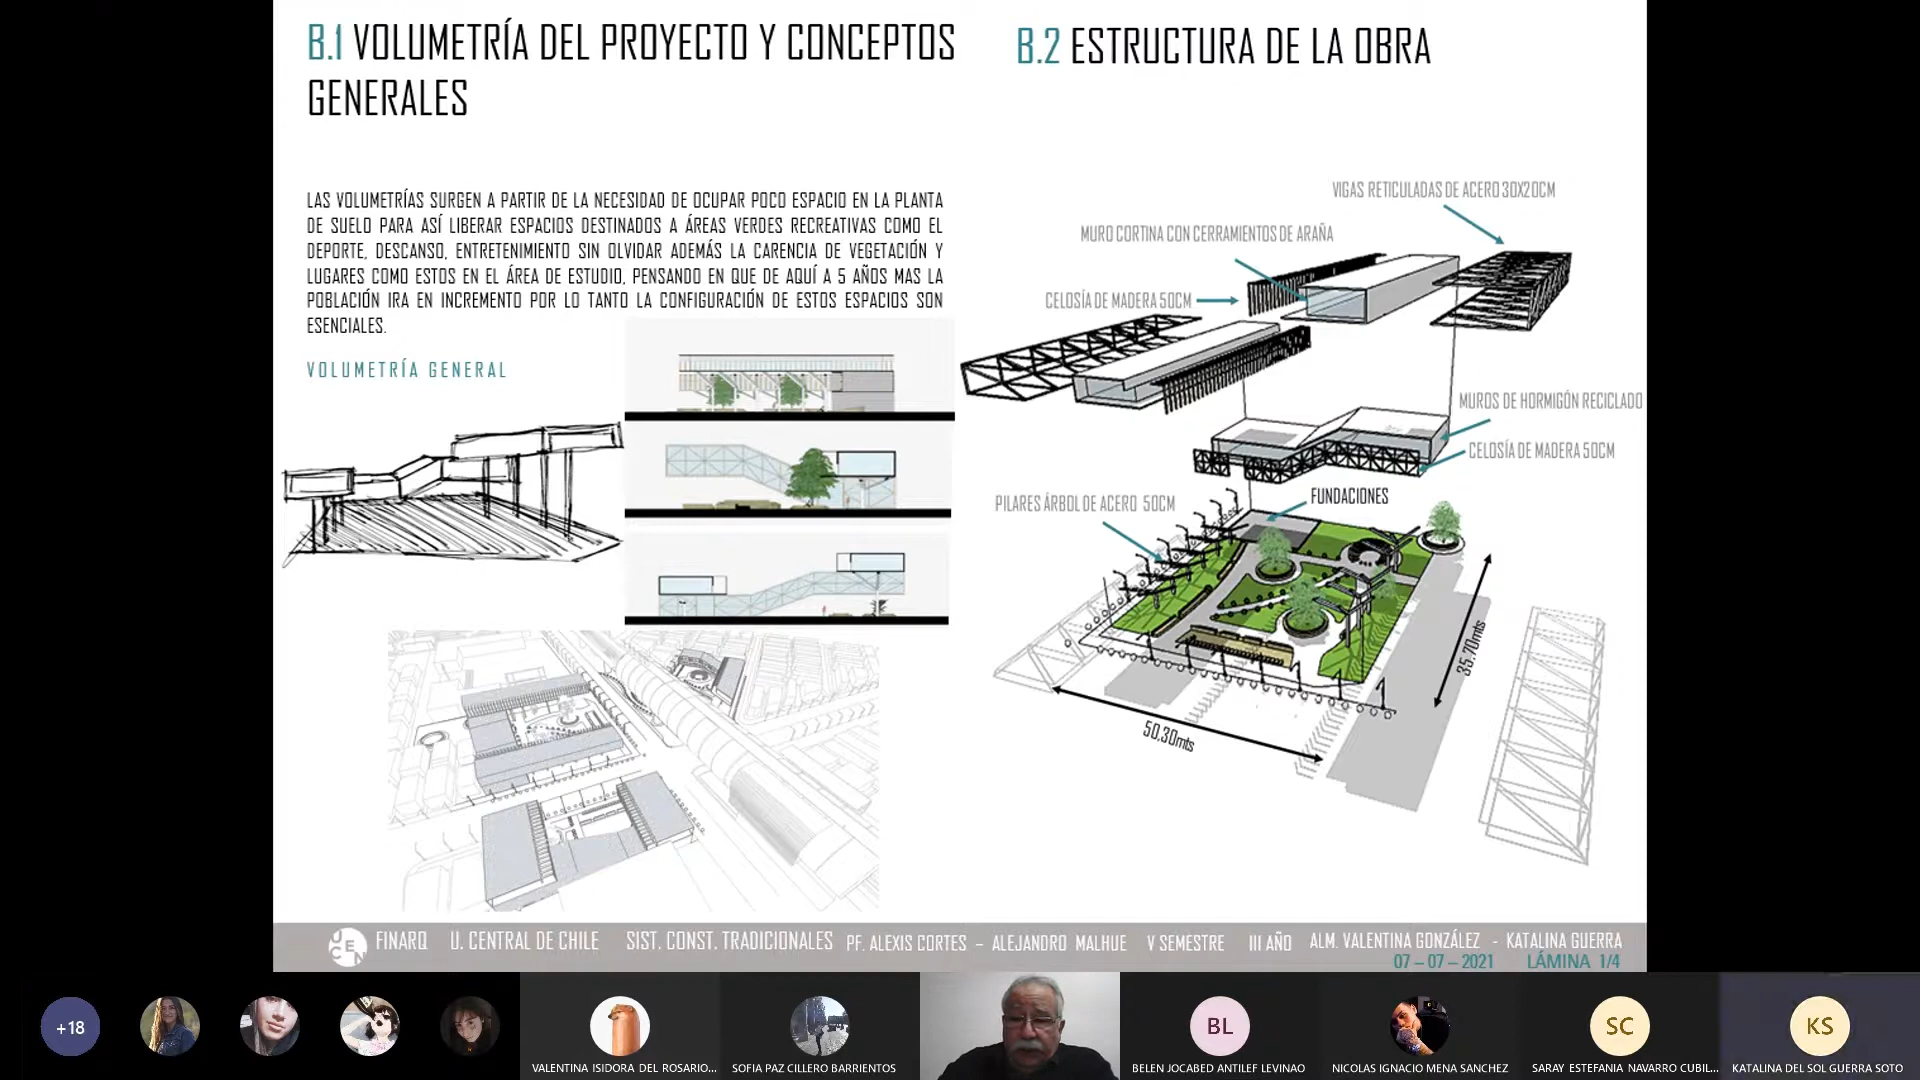 B.1 VOLUMETRÍA DEL PROYECTO Y CONCEPTOS
GENERALES
LAS VOLUMETRÍAS SURGEN A PARTIR DE LA NECESIDAD DE OCUPAR POCO ESPACIO EN LA PLANTA
DE SUELO PARA ASÍ LIBERAR ESPACIOS DESTINADOS A ÁREAS VERDES RECREATIVAS COMO EL
DEPORTE, DESCANSO, ENTRETENIMIENTO SIN OLVIDAR ADEMÁS LA CARENCIA DE VEGETACIÓN Y
LUGARES COMO ESTOS EN EL ÁREA DE ESTUDIO, PENSANDO EN QUE DE AQUÍ A 5 AÑOS MAS LA
POBLACIÓN IRA EN INCREMENTO POR LO TANTO LA CONFIGURACIÓN DE ESTOS ESPACIOS SON
ESENCIALES.
VOLUMETRÍA GENERAL
B.2 ESTRUCTURA DE LA OBRA
VIGAS RETICULADAS DE ACERO 30X20CM
MURO CORTINA CON CERRAMIENTOS DE ARAÑA
CELOSÍA DE MADERA 50CM
MUROS DE HORMIGÓN RECICLADO
CELOSÍA DE MADERA 50CM
FUNDACIONES
PILARES ÁRBOL DE ACERO 50CM
35.70mts
50,30mts
UCEN FINARQ U. CENTRAL DE CHILE SIST. CONST. TRADICIONALES PF. ALEXIS CORTES – ALEJANDRO MALHUE V SEMESTRE III AÑO ALM. VALENTINA GONZÁLEZ - KATALINA GUERRA
07 – 07 – 2021 LÁMINA 1/4
+18
BL
SC
KS
VALENTINA ISIDORA DEL ROSARIO...
SOFIA PAZ CILLERO BARRIENTOS
BELEN JOCABED ANTILEF LEVINAO
NICOLAS IGNACIO MENA SANCHEZ
SARAY ESTEFANIA NAVARRO CUBIL...
KATALINA DEL SOL GUERRA SOTO